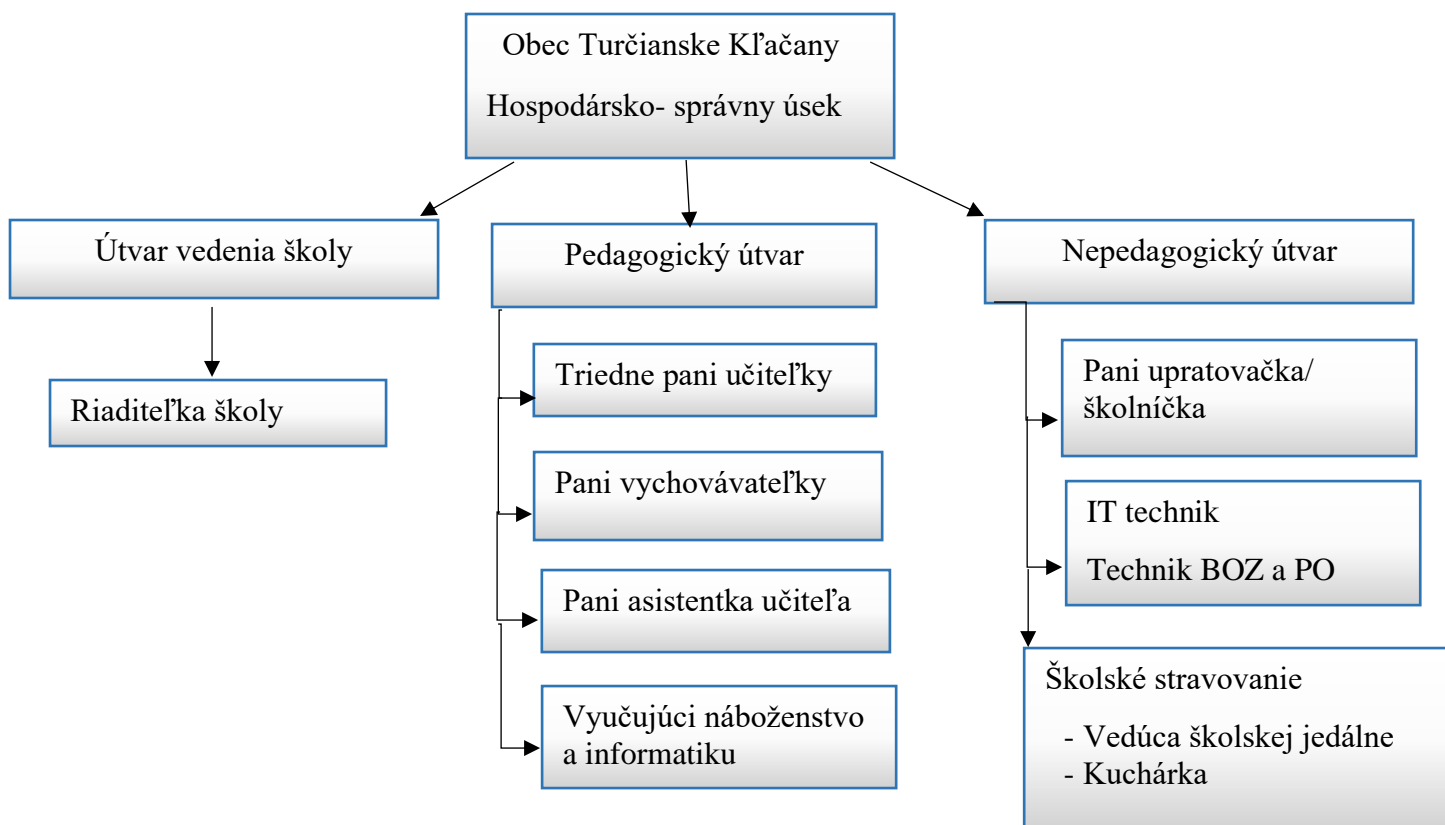 Obec Turčianske Kľačany
Hospodársko- správny úsek
Útvar vedenia školy
Pedagogický útvar
Nepedagogický útvar
Riaditeľka školy
Triedne pani učiteľky
Pani vychovávateľky
Pani asistentka učiteľa
Vyučujúci náboženstvo
a informatiku
Pani upratovačka/
školníčka
IT technik
Technik BOZ a PO
Školské stravovanie
- Vedúca školskej jedálne
- Kuchárka